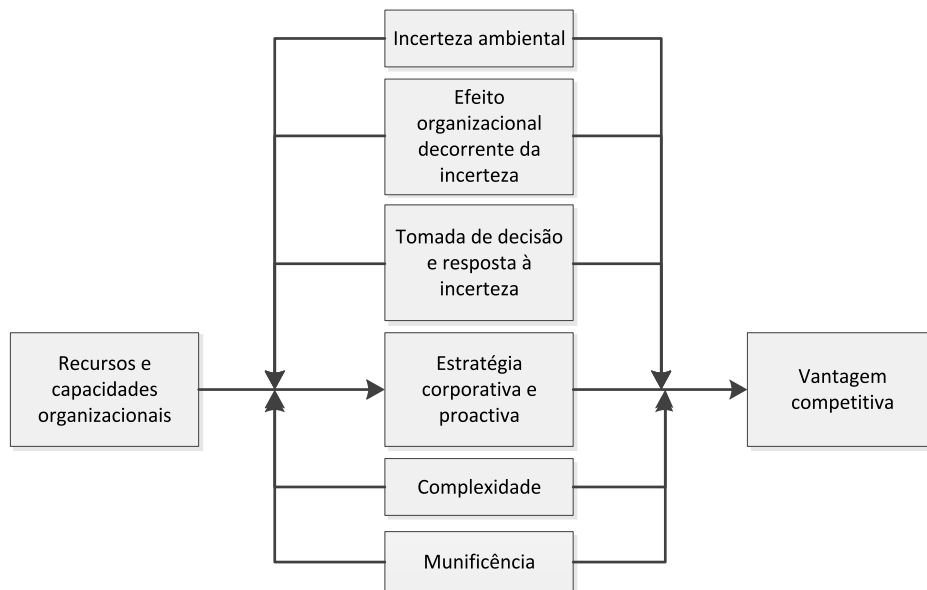 Incerteza ambiental
Efeito
organizacional
decorrente da
incerteza
Tomada de decisão
e resposta à
incerteza
Recursos e
capacidades
organizacionais
Estratégia
corporativa e
proactiva
Vantagem
competitiva
Complexidade
Munificência